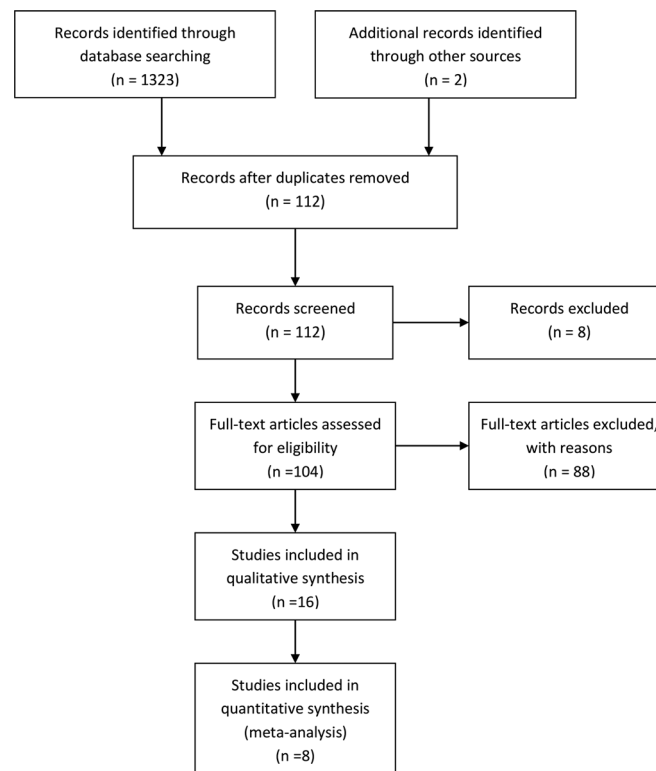 Records identified through
database searching
(n = 1323)
Additional records identified
through other sources
(n = 2)
Records after duplicates removed
(n = 112)
Records screened
(n = 112)
Records excluded
(n = 8)
Full-text articles assessed
for eligibility
(n =104)
Full-text articles excluded,
with reasons
(n = 88)
Studies included in
qualitative synthesis
(n =16)
Studies included in
quantitative synthesis
(meta-analysis)
(n =8)